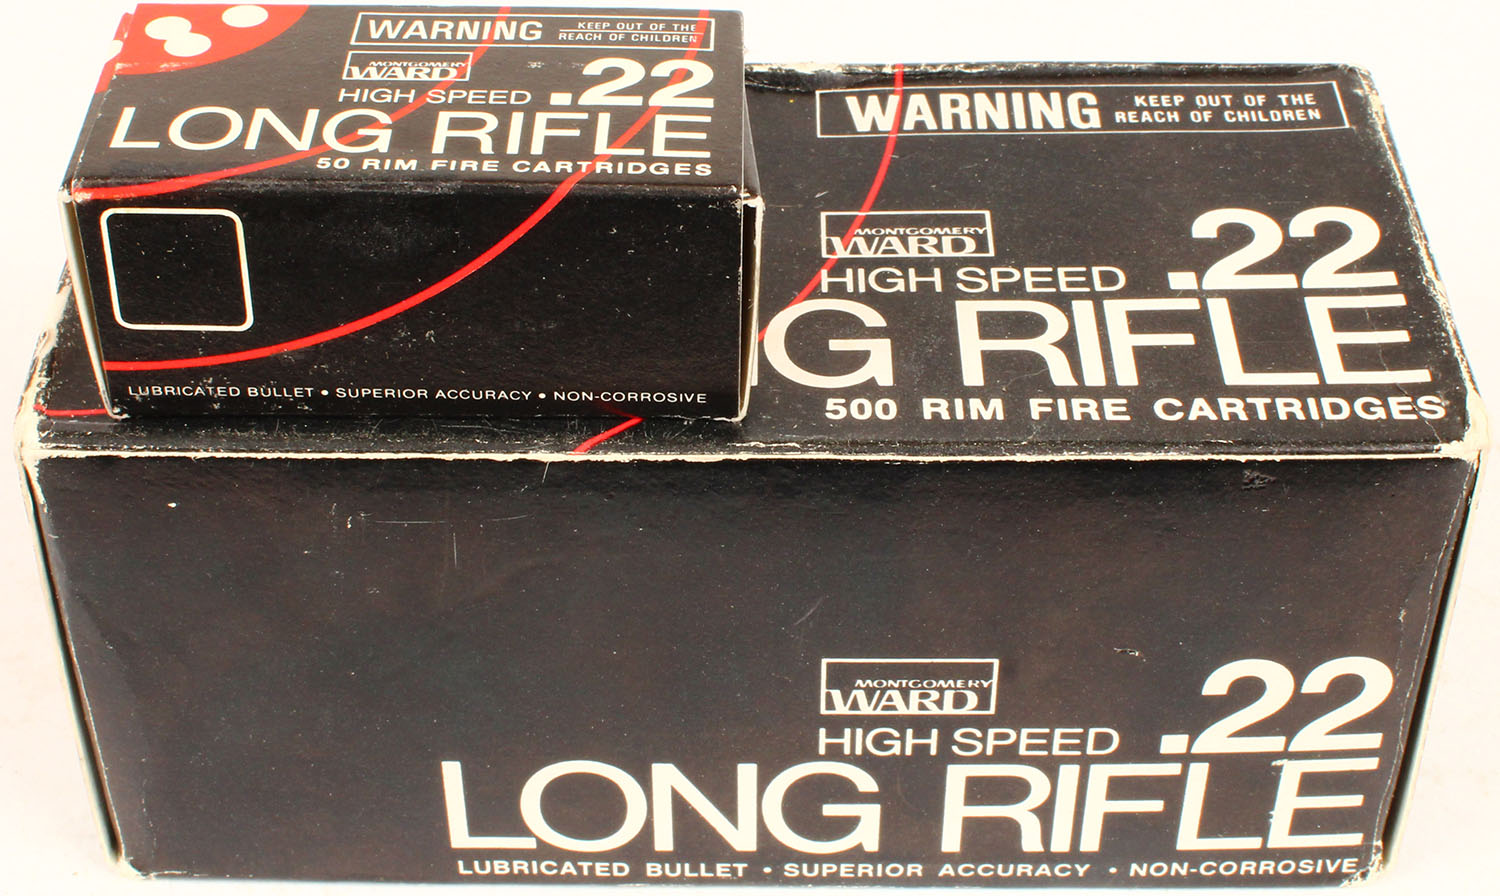 WARNING KEEP OUT OF THE
REACH OF CHILDREN
MONTGOMERY
WARD
HIGH SPEED .22
LONG RIFLE
50 RIM FIRE CARTRIDGES
LUBRICATED BULLET • SUPERIOR ACCURACY • NON-CORROSIVE
WARNING KEEP OUT OF THE
REACH OF CHILDREN
MONTGOMERY
WARD
HIGH SPEED .22
G RIFLE
500 RIM FIRE CARTRIDGES
MONTGOMERY
WARD
HIGH SPEED .22
LONG RIFLE
LUBRICATED BULLET • SUPERIOR ACCURACY • NON-CORROSIVE